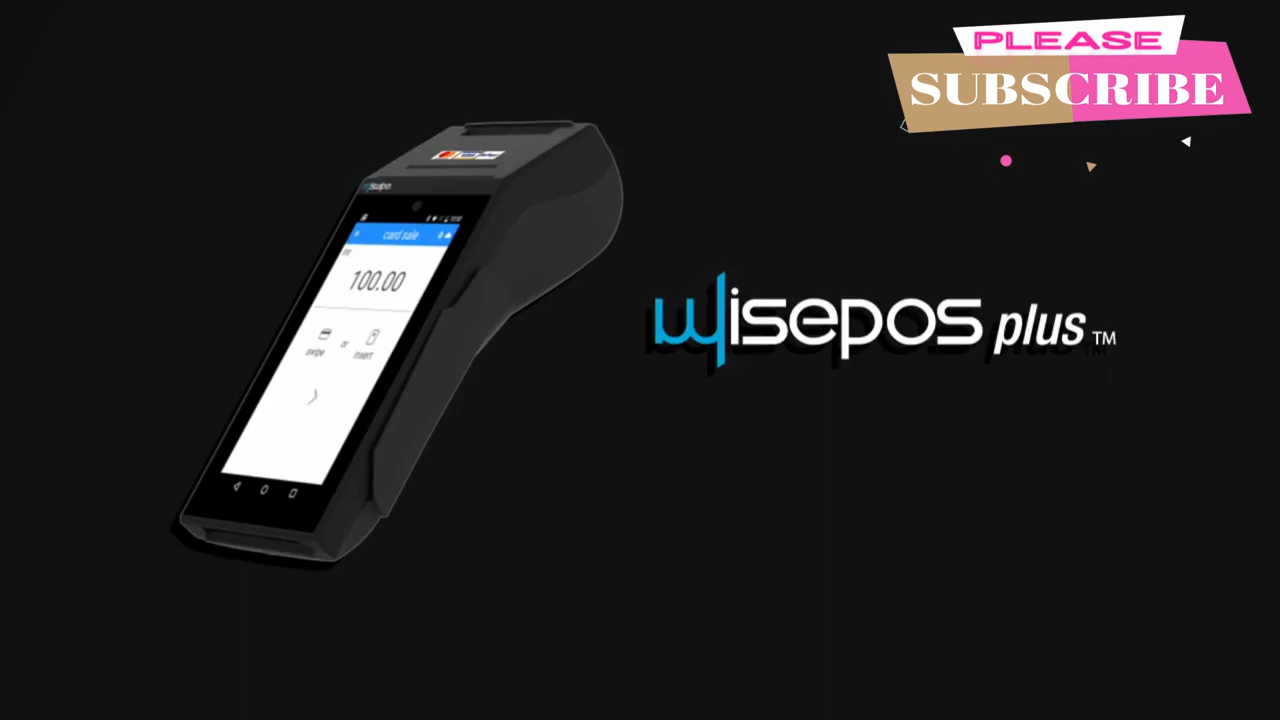 PLEASE
SUBSCRIBE
card sale
100.00
swipe
or
insert
wisepos plus™